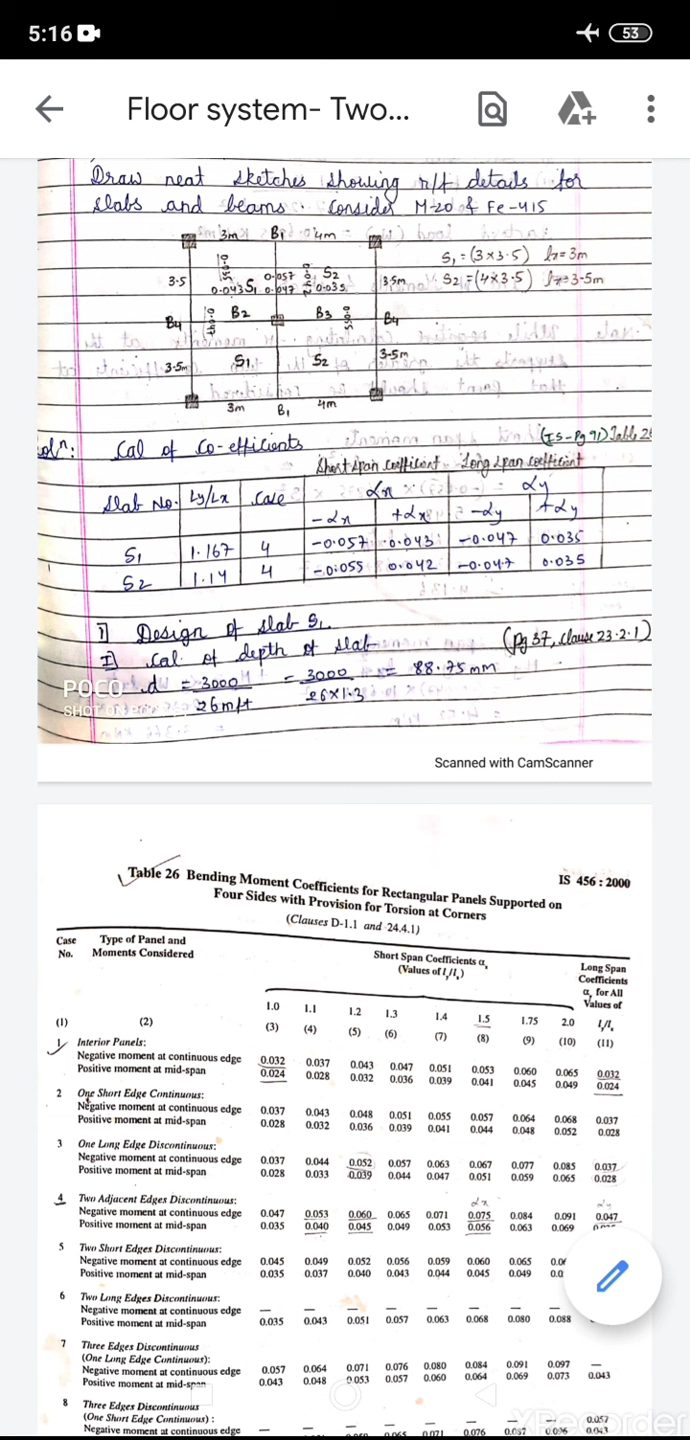 5:16
53
Floor system- Two...
Draw neat sketches showing r/f details for
slabs and beams. Consider M-20 & Fe-415
3m B1 4m
S1 = (3x3.5) lx=3m
S2 = (4x3.5) lx=3.5m
3.5
0.057 S2
0.043 S1 0.047 0.035
3.5m
B4 B2 B3 B4
3.5m S1 S2 3.5m
3m B1 4m
Soln: Cal of Co-efficients (IS-Pg 91) Table 26
Short span coefficient Long span coefficient
Slab No. Ly/Lx Case αx αy
-αx +αx -αy +αy
S1 1.167 4 -0.057 0.043 -0.047 0.035
S2 1.14 4 -0.055 0.042 -0.047 0.035
1] Design of slab S1
I] Cal of depth of slab (Pg 37, clause 23.2.1)
d = 3000 / 26 m/f = 3000 / 26x1.3 = 88.75 mm
POCO
SHOT ON
Scanned with CamScanner
IS 456 : 2000
Table 26 Bending Moment Coefficients for Rectangular Panels Supported on
Four Sides with Provision for Torsion at Corners
(Clauses D-1.1 and 24.4.1)
Case No. Type of Panel and Moments Considered Short Span Coefficients αx (Values of ly/lx) Long Span Coefficients αy for All Values of ly/lx
1.0 1.1 1.2 1.3 1.4 1.5 1.75 2.0
(1) (2) (3) (4) (5) (6) (7) (8) (9) (10) (11)
1 Interior Panels:
Negative moment at continuous edge 0.032 0.037 0.043 0.047 0.051 0.053 0.060 0.065 0.032
Positive moment at mid-span 0.024 0.028 0.032 0.036 0.039 0.041 0.045 0.049 0.024
2 One Short Edge Continuous:
Negative moment at continuous edge 0.037 0.043 0.048 0.051 0.055 0.057 0.064 0.068 0.037
Positive moment at mid-span 0.028 0.032 0.036 0.039 0.041 0.044 0.048 0.052 0.028
3 One Long Edge Discontinuous:
Negative moment at continuous edge 0.037 0.044 0.052 0.057 0.063 0.067 0.077 0.085 0.037
Positive moment at mid-span 0.028 0.033 0.039 0.044 0.047 0.051 0.059 0.065 0.028
4 Two Adjacent Edges Discontinuous: αx αy
Negative moment at continuous edge 0.047 0.053 0.060 0.065 0.071 0.075 0.084 0.091 0.047
Positive moment at mid-span 0.035 0.040 0.045 0.049 0.053 0.056 0.063 0.069
5 Two Short Edges Discontinuous:
Negative moment at continuous edge 0.045 0.049 0.052 0.056 0.059 0.060 0.065
Positive moment at mid-span 0.035 0.037 0.040 0.043 0.044 0.045 0.049
6 Two Long Edges Discontinuous:
Negative moment at continuous edge — — — — — — — —
Positive moment at mid-span 0.035 0.043 0.051 0.057 0.063 0.068 0.080 0.088
7 Three Edges Discontinuous
(One Long Edge Continuous):
Negative moment at continuous edge 0.057 0.064 0.071 0.076 0.080 0.084 0.091 0.097 —
Positive moment at mid-span 0.043 0.048 0.053 0.057 0.060 0.064 0.069 0.073 0.043
8 Three Edges Discontinuous
(One Short Edge Continuous) :
Negative moment at continuous edge — — — — — — — — 0.057
XRecorder